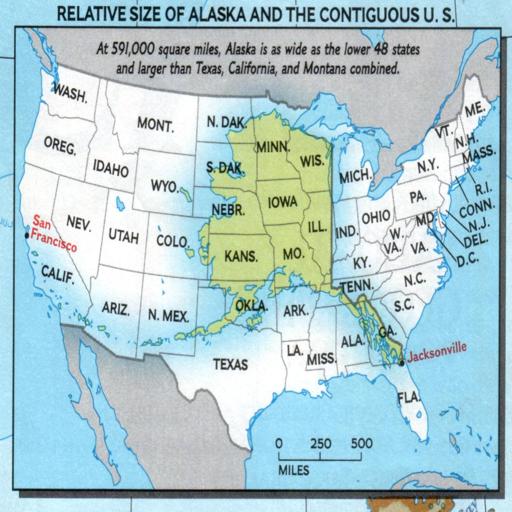 RELATIVE SIZE OF ALASKA AND THE CONTIGUOUS U. S.
At 591,000 square miles, Alaska is as wide as the lower 48 states
and larger than Texas, California, and Montana combined.
WASH.
MONT.
N. DAK.
MINN.
ME.
VT.
N.H.
MASS.
OREG.
IDAHO
S. DAK.
WIS.
MICH.
N.Y.
WYO.
R.I.
CONN.
N.J.
DEL.
D.C.
NEBR.
IOWA
ILL.
IND.
OHIO
PA.
MD.
San
Francisco
NEV.
UTAH
COLO.
KANS.
MO.
KY.
W.
VA.
VA.
CALIF.
ARIZ.
N. MEX.
OKLA.
ARK.
TENN.
N.C.
S.C.
TEXAS
LA.
MISS.
ALA.
GA.
Jacksonville
FLA.
0 250 500
MILES